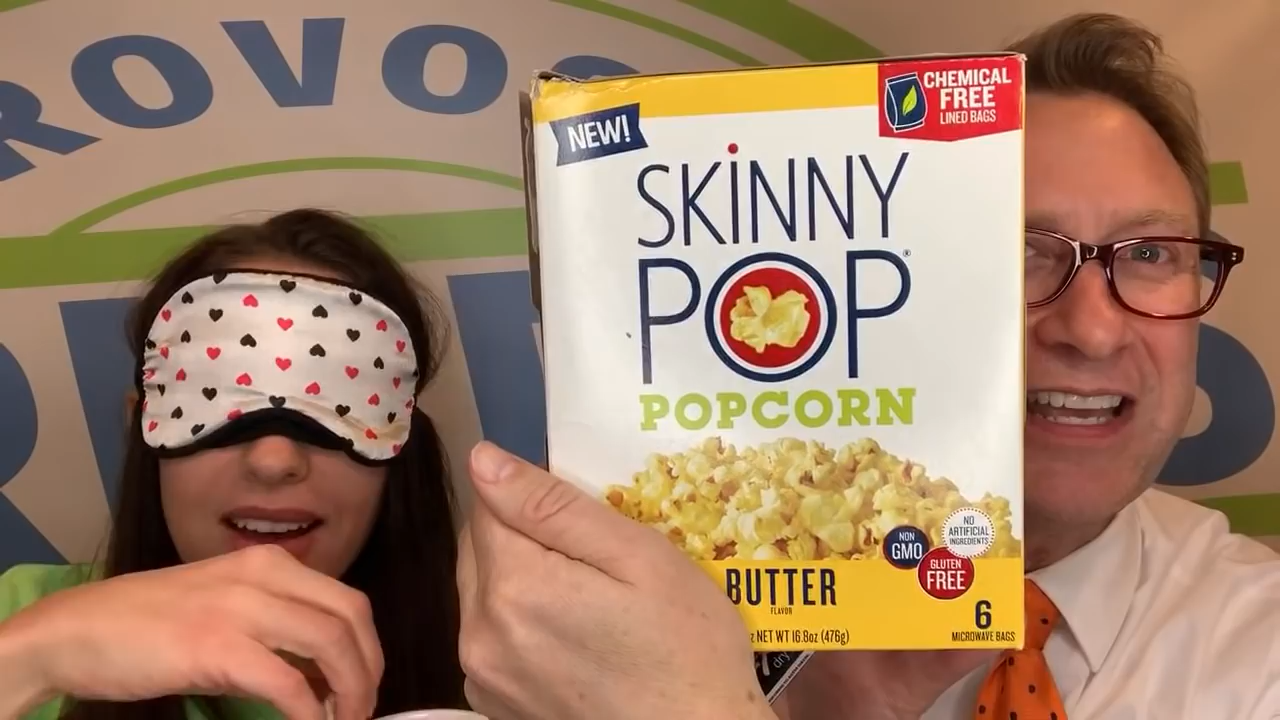 ROVO
NEW!
CHEMICAL
FREE
LINED BAGS
SKINNY
POP®
POPCORN
NON
GMO
NO
ARTIFICIAL
INGREDIENTS
GLUTEN
FREE
BUTTER
FLAVOR
NET WT 16.8oz (476g)
6
MICROWAVE BAGS
dry